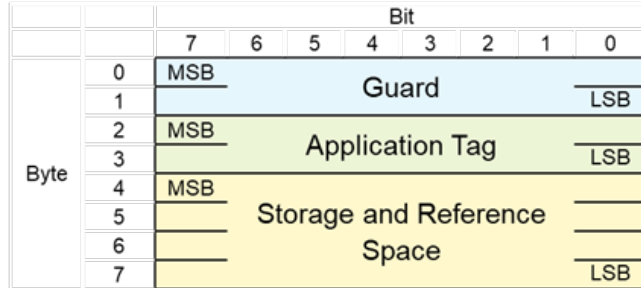 Bit
7 6 5 4 3 2 1 0
Byte
0 MSB
Guard
1 LSB
2 MSB
Application Tag
3 LSB
4 MSB
5 Storage and Reference
6 Space
7 LSB